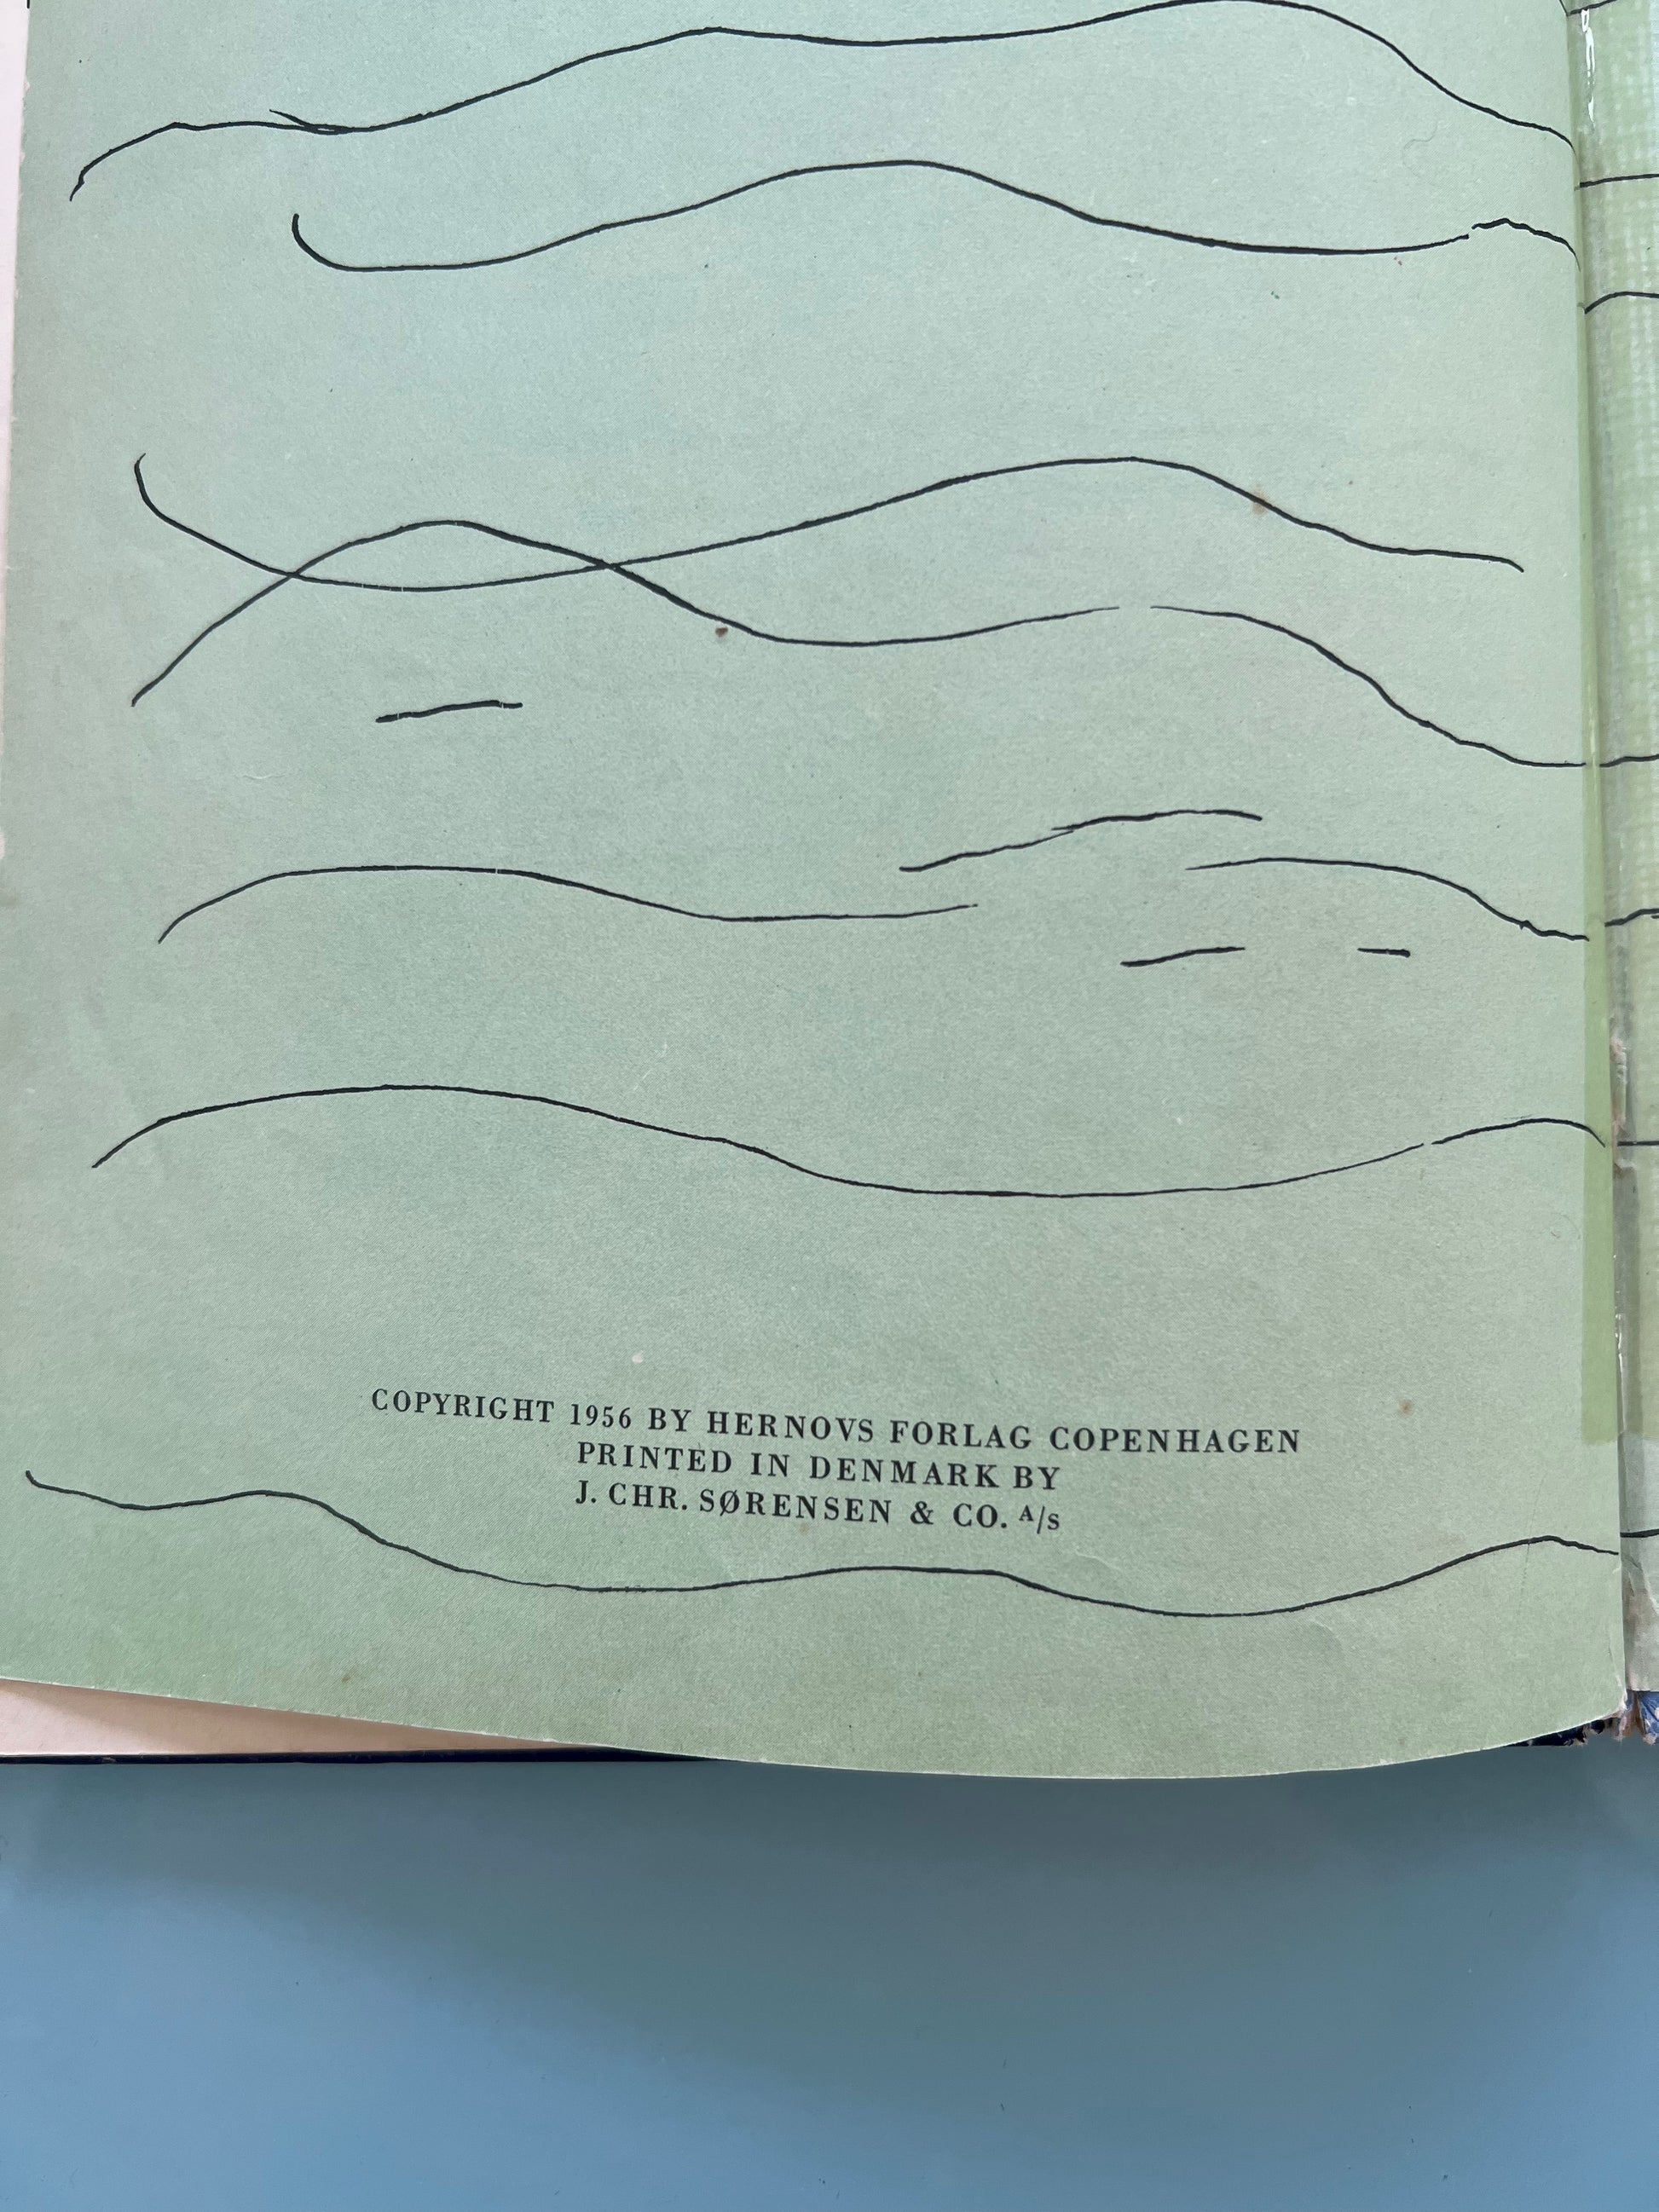 COPYRIGHT 1956 BY HERNOVS FORLAG COPENHAGEN
PRINTED IN DENMARK BY
J. CHR. SØRENSEN & CO. A/S